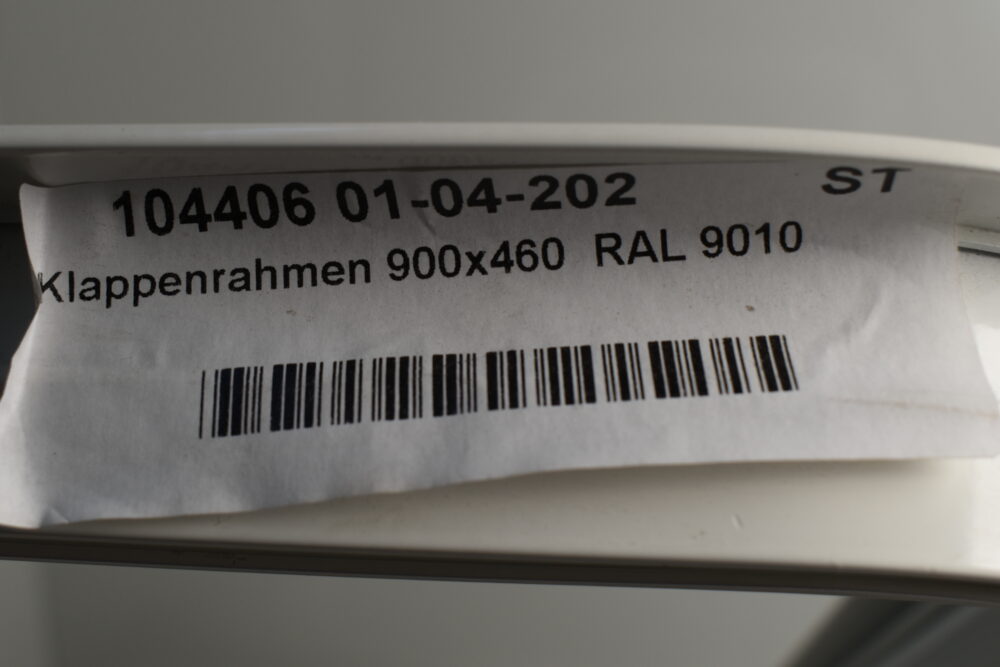 104406 01-04-202 ST
Klappenrahmen 900x460 RAL 9010